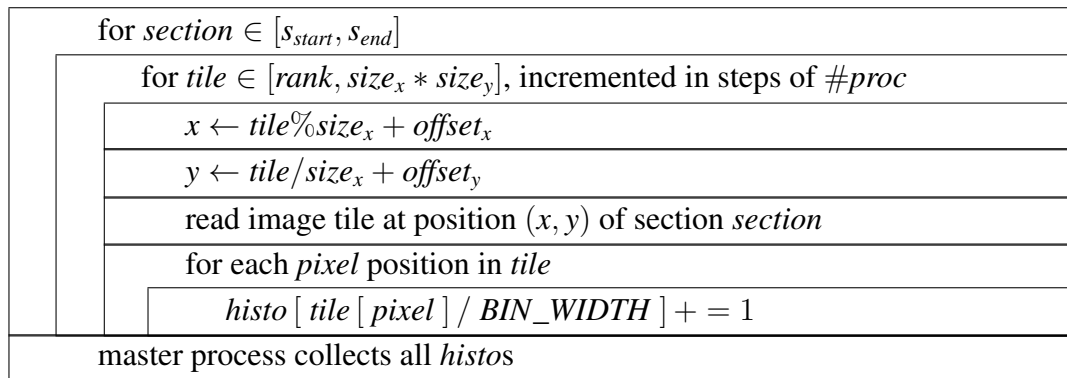 for section ∈ [s_start, s_end]
for tile ∈ [rank, size_x * size_y], incremented in steps of #proc
x ← tile%size_x + offset_x
y ← tile/size_x + offset_y
read image tile at position (x, y) of section section
for each pixel position in tile
histo [ tile [ pixel ] / BIN_WIDTH ] + = 1
master process collects all histos